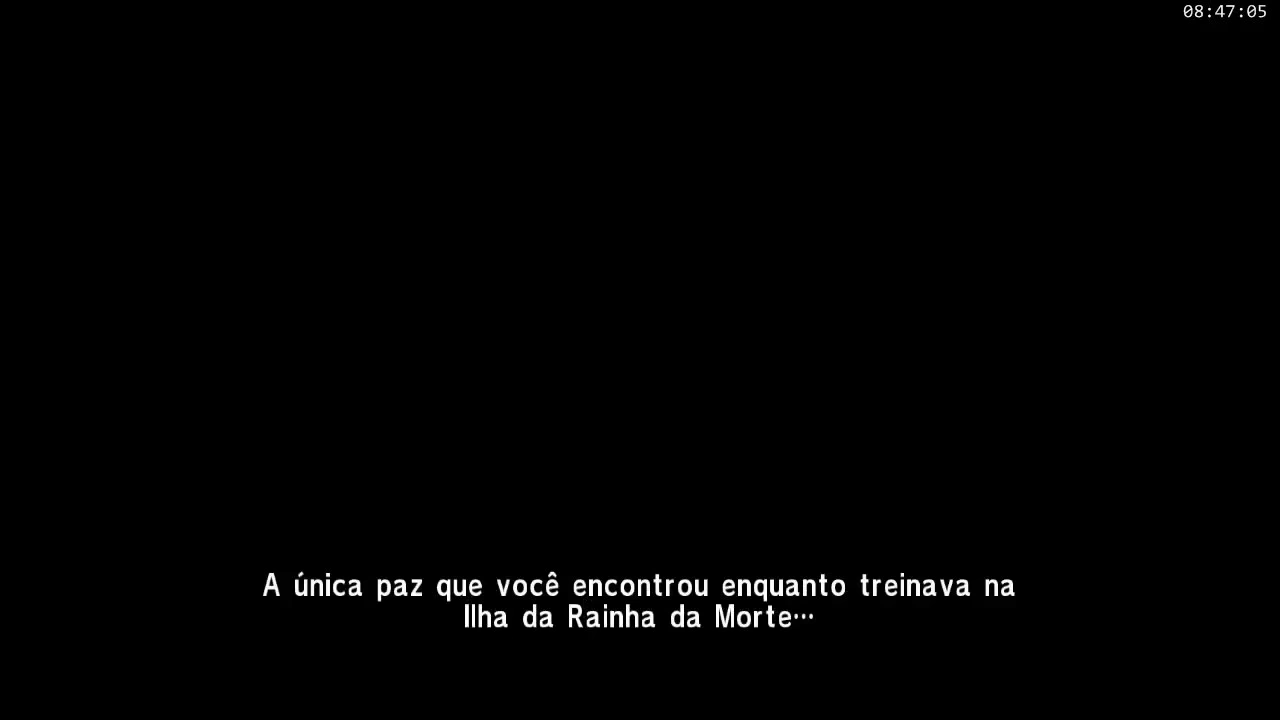 08:47:05
A única paz que você encontrou enquanto treinava na
Ilha da Rainha da Morte…